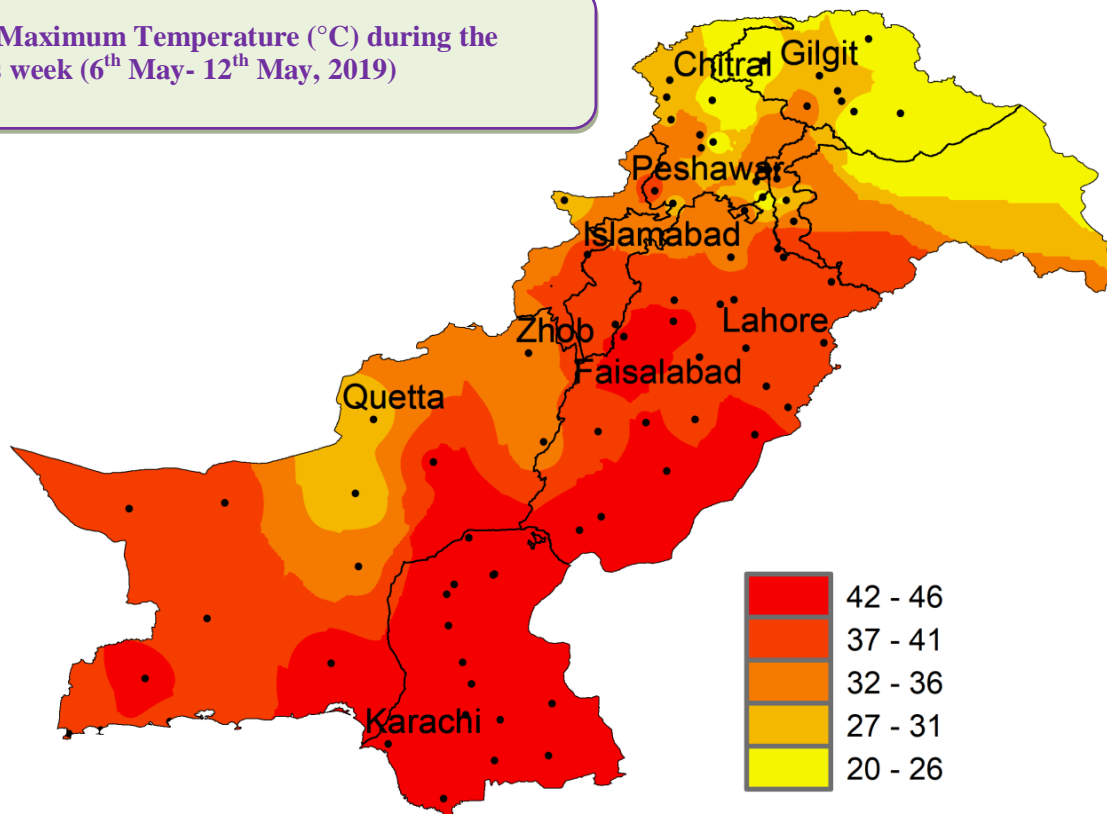 Maximum Temperature (°C) during the
week (6th May- 12th May, 2019)
Chitral
Gilgit
Peshawar
Islamabad
Zhob
Lahore
Faisalabad
Quetta
Karachi
42 - 46
37 - 41
32 - 36
27 - 31
20 - 26